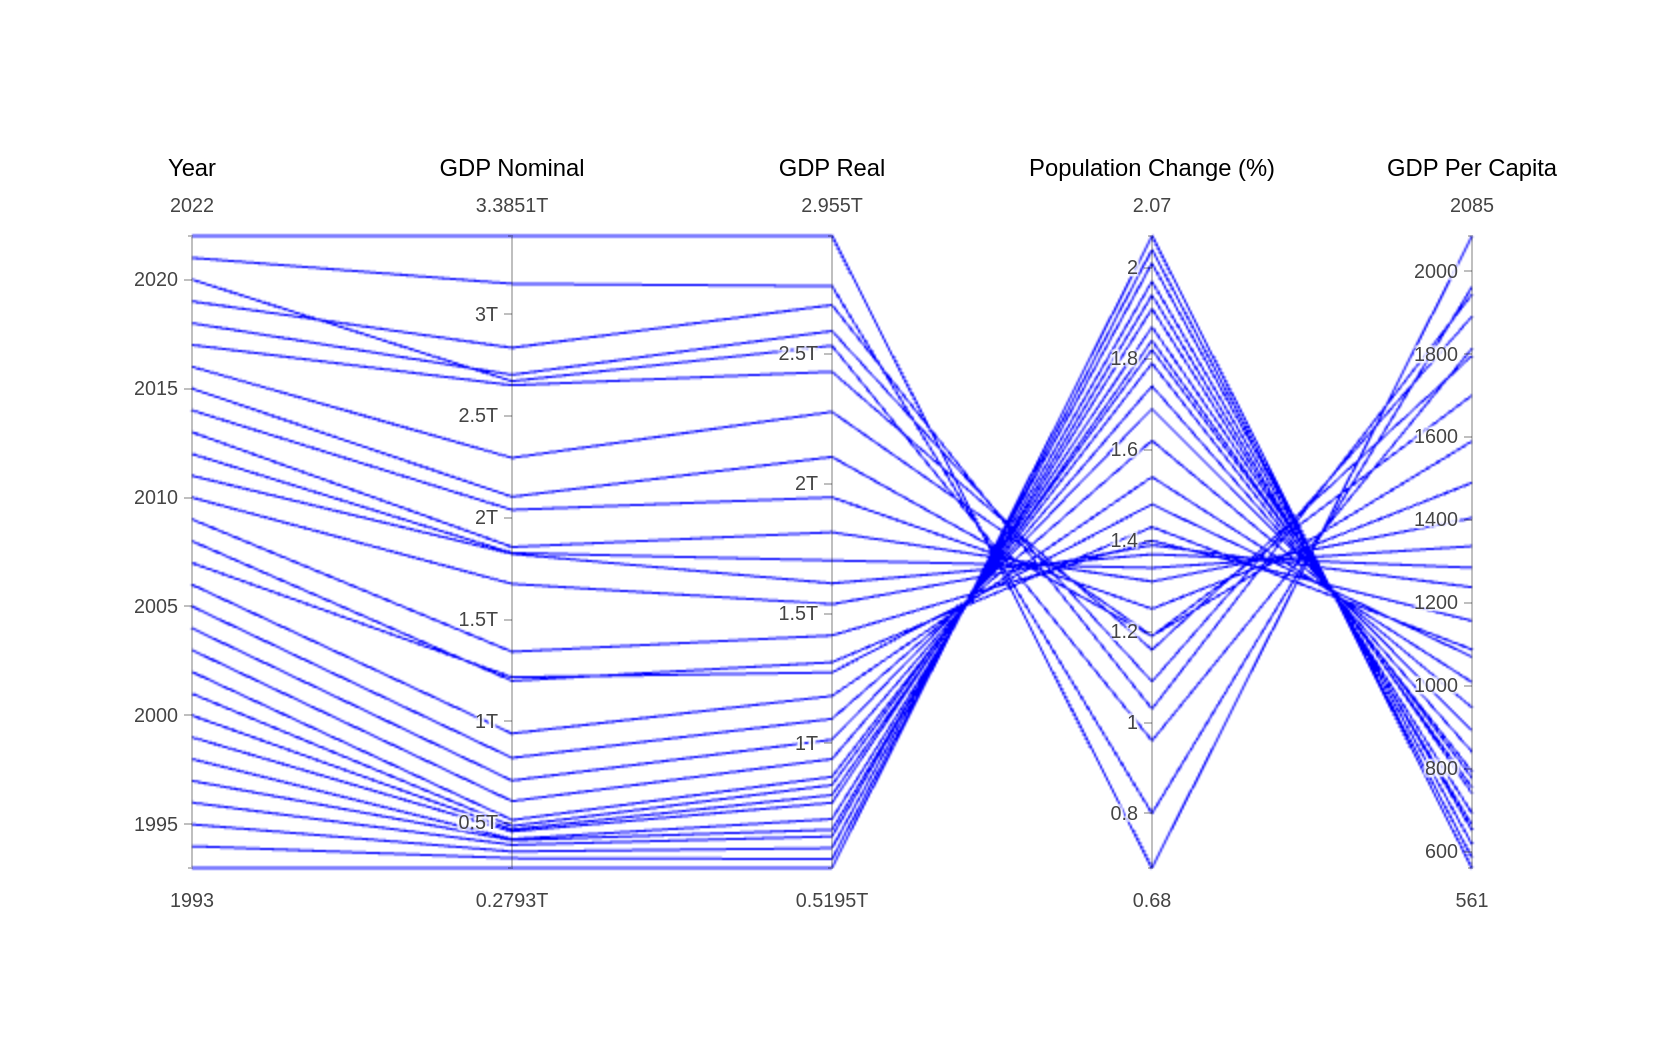 Year GDP Nominal GDP Real Population Change (%) GDP Per Capita
2022 3.3851T 2.955T 2.07 2085
2 2000
2020
3T
2.5T 1.8 1800
2015
2.5T 1.6 1600
2T
2010
2T 1.4 1400
2005 1.5T 1.5T 1.2 1200
1000
2000 1T 1
1T
800
1995 0.5T 0.8
600
1993 0.2793T 0.5195T 0.68 561